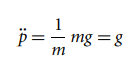 p̈ = 1/m mg = g